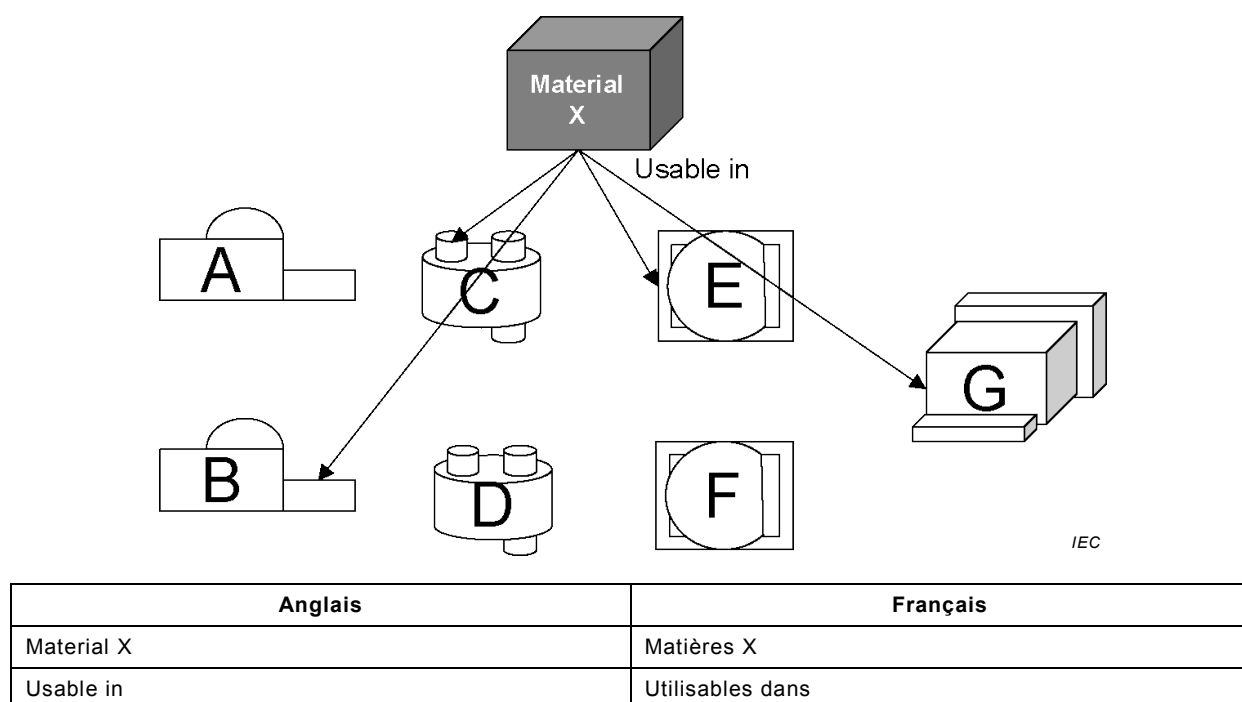 Material
X
Usable in
A
C
E
G
B
D
F
IEC
Anglais Français
Material X Matières X
Usable in Utilisables dans